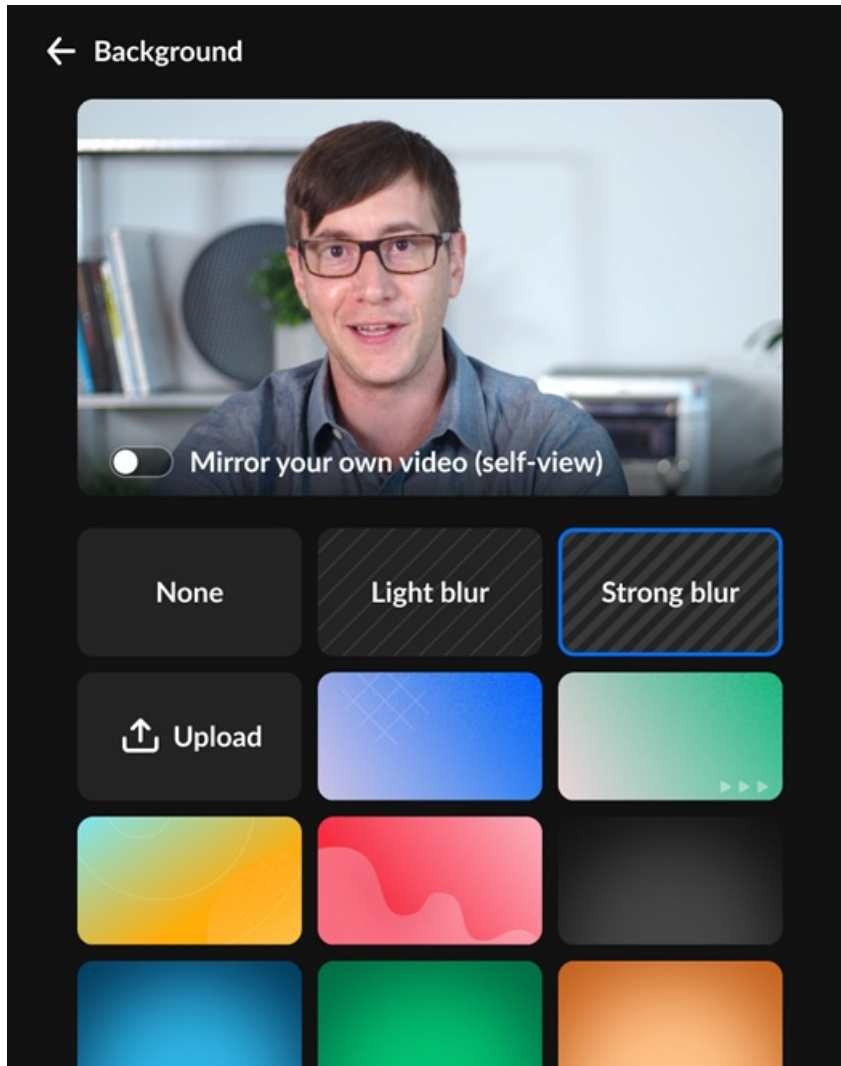 Background
Mirror your own video (self-view)
None
Light blur
Strong blur
Upload